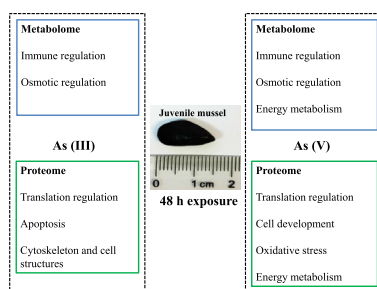 Metabolome
Immune regulation
Osmotic regulation
As (III)
Proteome
Translation regulation
Apoptosis
Cytoskeleton and cell
structures
Juvenile mussel
0 1 cm 2
48 h exposure
Metabolome
Immune regulation
Osmotic regulation
Energy metabolism
As (V)
Proteome
Translation regulation
Cell development
Oxidative stress
Energy metabolism